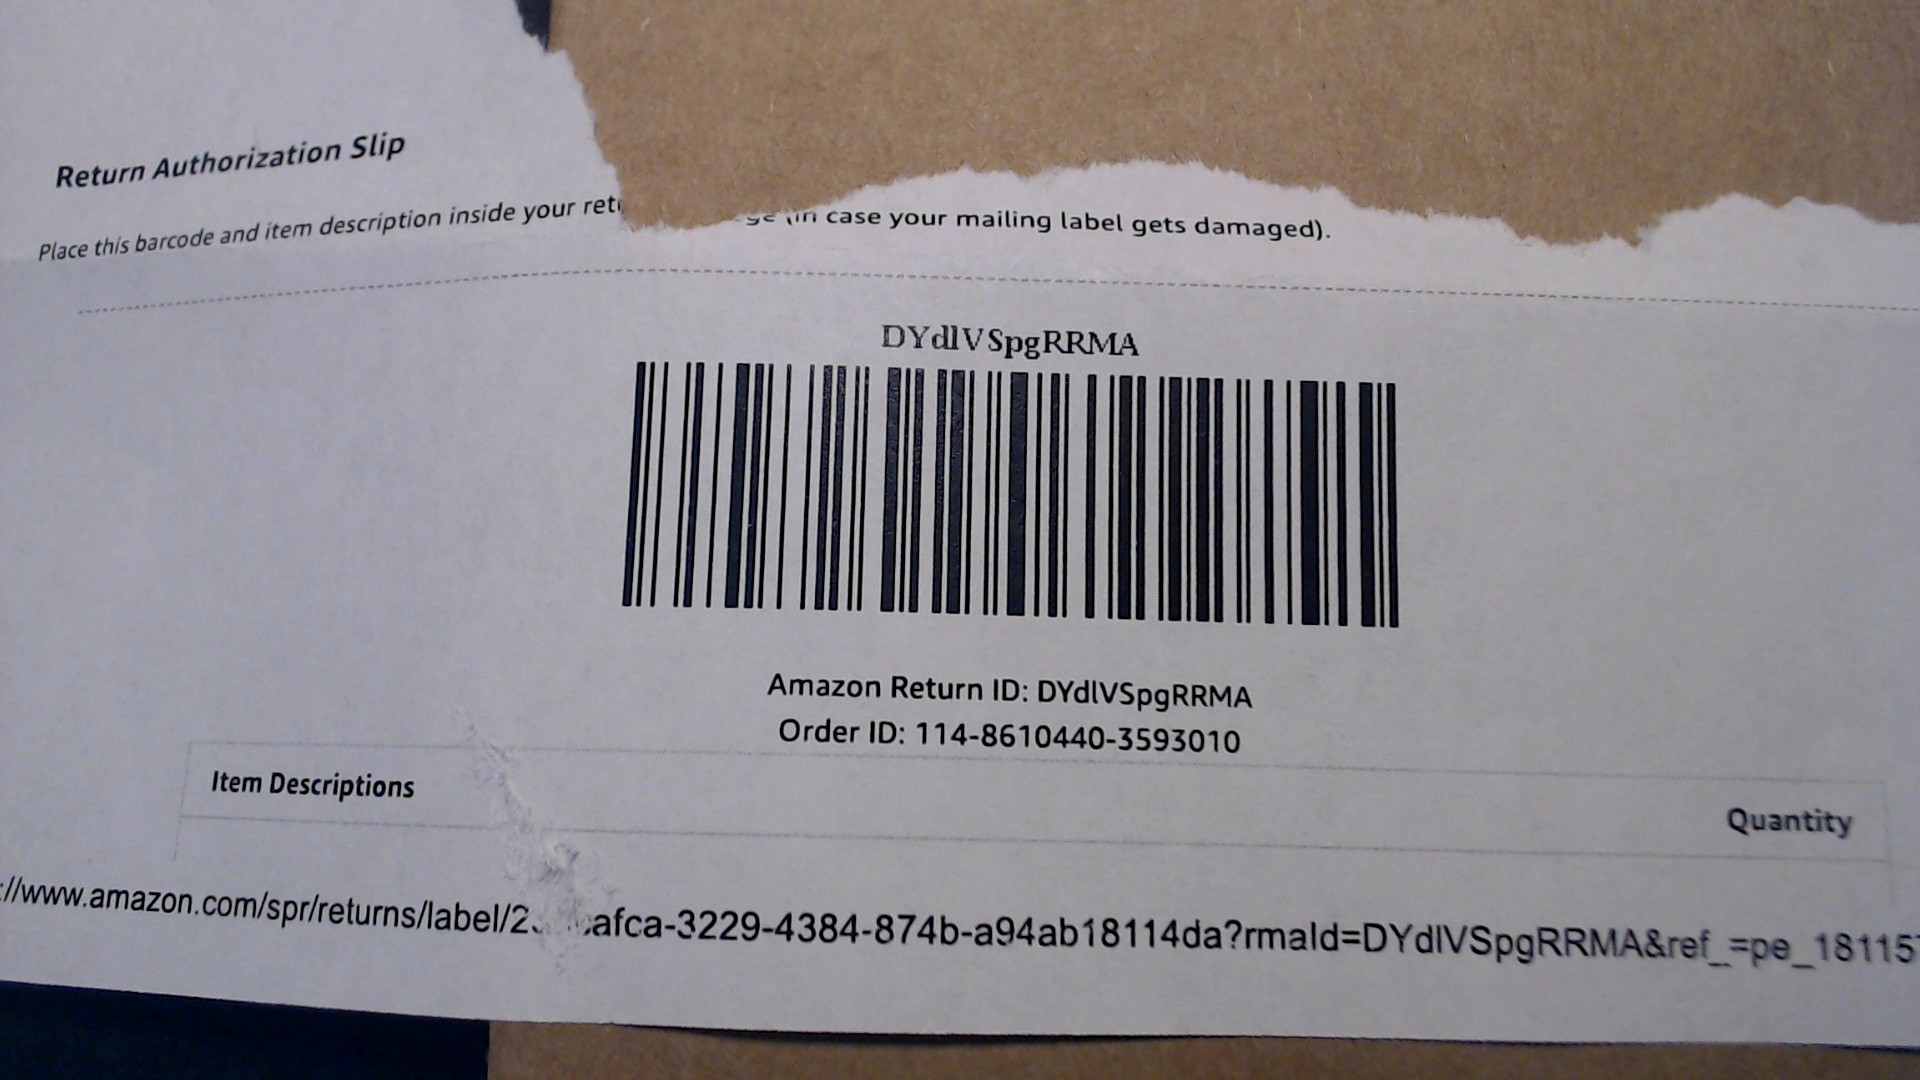 Return Authorization Slip
Place this barcode and item description inside your (in case your mailing label gets damaged).
DYdlVSpgRRMA
Amazon Return ID: DYdlVSpgRRMA
Order ID: 114-8610440-3593010
Item Descriptions
Quantity
://www.amazon.com/spr/returns/label/2 afca-3229-4384-874b-a94ab18114da?rmaId=DYdlVSpgRRMA&ref_=pe_18115